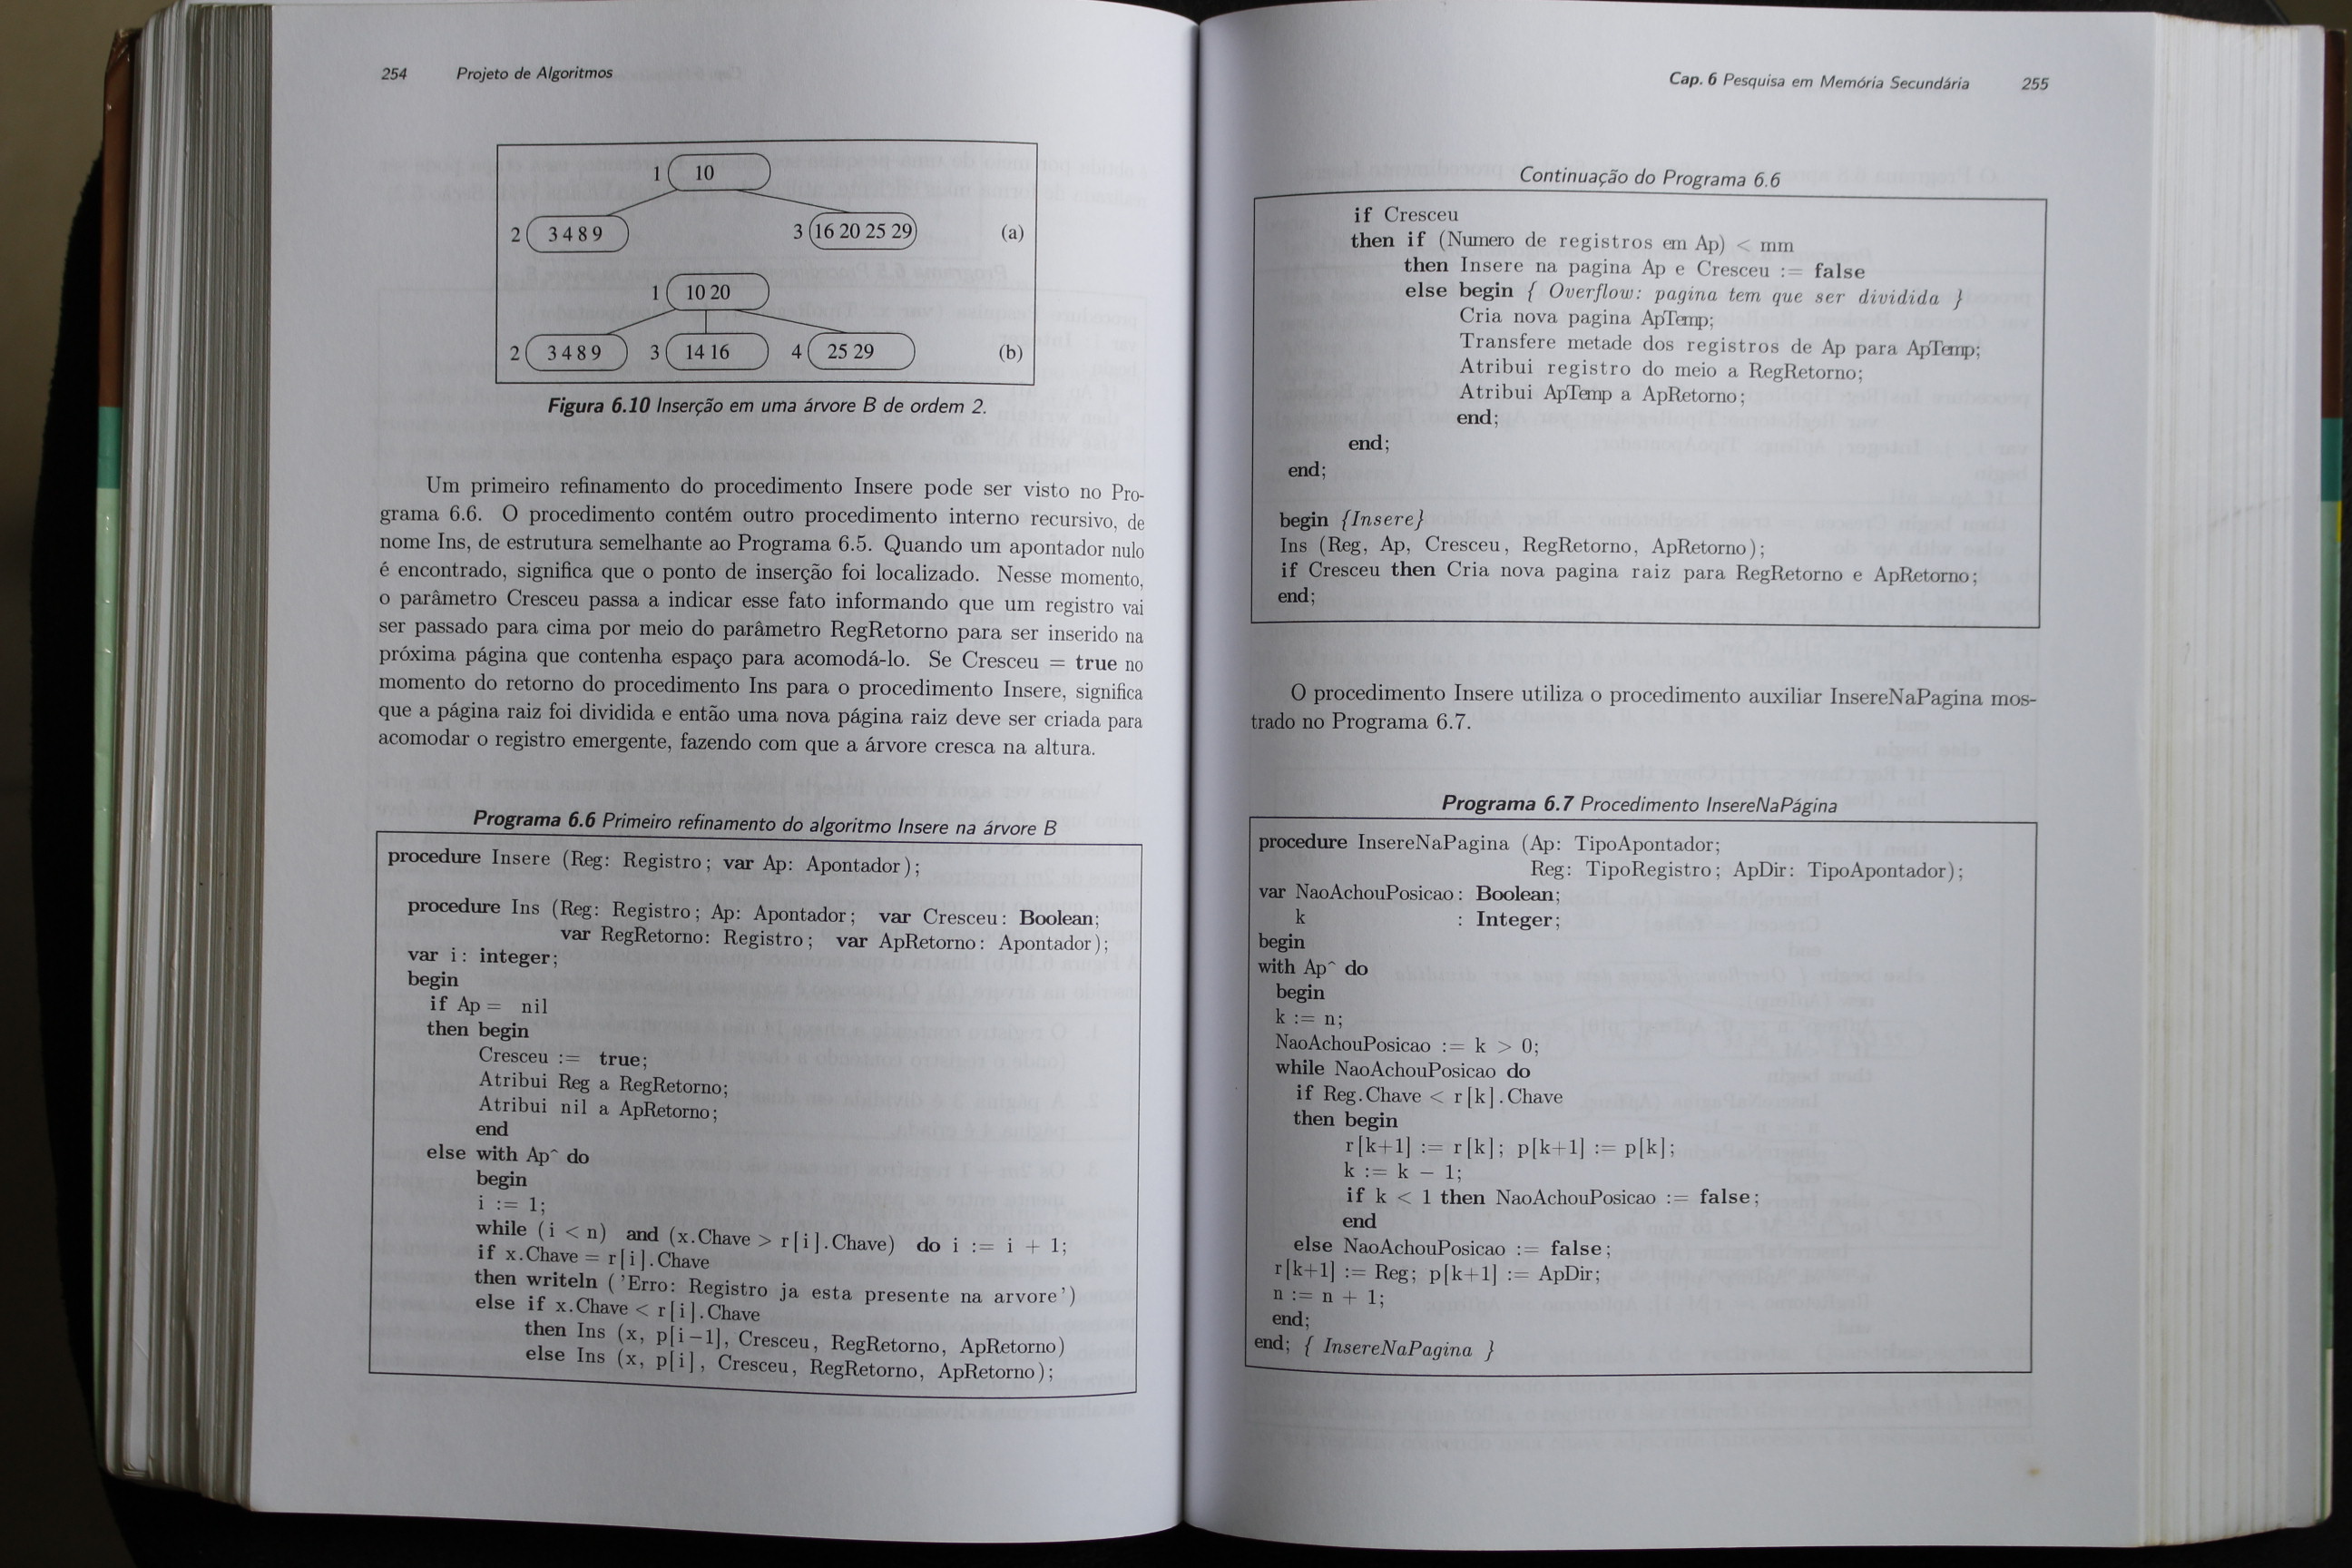 254 Projeto de Algoritmos
1 10
2 3 4 8 9 3 16 20 25 29 (a)
1 10 20
2 3 4 8 9 3 14 16 4 25 29 (b)
Figura 6.10 Inserção em uma árvore B de ordem 2.
Um primeiro refinamento do procedimento Insere pode ser visto no Pro-
grama 6.6. O procedimento contém outro procedimento interno recursivo, de
nome Ins, de estrutura semelhante ao Programa 6.5. Quando um apontador nulo
é encontrado, significa que o ponto de inserção foi localizado. Nesse momento,
o parâmetro Cresceu passa a indicar esse fato informando que um registro vai
ser passado para cima por meio do parâmetro RegRetorno para ser inserido na
próxima página que contenha espaço para acomodá-lo. Se Cresceu = true no
momento do retorno do procedimento Ins para o procedimento Insere, significa
que a página raiz foi dividida e então uma nova página raiz deve ser criada para
acomodar o registro emergente, fazendo com que a árvore cresca na altura.
Programa 6.6 Primeiro refinamento do algoritmo Insere na árvore B
procedure Insere (Reg: Registro; var Ap: Apontador);
procedure Ins (Reg: Registro; Ap: Apontador; var Cresceu: Boolean;
var RegRetorno: Registro; var ApRetorno: Apontador);
var i: integer;
begin
if Ap = nil
then begin
Cresceu := true;
Atribui Reg a RegRetorno;
Atribui nil a ApRetorno;
end
else with Ap^ do
begin
i := 1;
while (i < n) and (x.Chave > r[i].Chave) do i := i + 1;
if x.Chave = r[i].Chave
then writeln ('Erro: Registro ja esta presente na arvore')
else if x.Chave < r[i].Chave
then Ins (x, p[i-1], Cresceu, RegRetorno, ApRetorno)
else Ins (x, p[i], Cresceu, RegRetorno, ApRetorno);
Cap. 6 Pesquisa em Memória Secundária 255
Continuação do Programa 6.6
if Cresceu
then if (Numero de registros em Ap) < mm
then Insere na pagina Ap e Cresceu := false
else begin { Overflow: pagina tem que ser dividida }
Cria nova pagina ApTemp;
Transfere metade dos registros de Ap para ApTemp;
Atribui registro do meio a RegRetorno;
Atribui ApTemp a ApRetorno;
end;
end;
end;
begin {Insere}
Ins (Reg, Ap, Cresceu, RegRetorno, ApRetorno);
if Cresceu then Cria nova pagina raiz para RegRetorno e ApRetorno;
end;
O procedimento Insere utiliza o procedimento auxiliar InsereNaPagina mos-
trado no Programa 6.7.
Programa 6.7 Procedimento InsereNaPágina
procedure InsereNaPagina (Ap: TipoApontador;
Reg: TipoRegistro; ApDir: TipoApontador);
var NaoAchouPosicao: Boolean;
k : Integer;
begin
with Ap^ do
begin
k := n;
NaoAchouPosicao := k > 0;
while NaoAchouPosicao do
if Reg.Chave < r[k].Chave
then begin
r[k+1] := r[k]; p[k+1] := p[k];
k := k - 1;
if k < 1 then NaoAchouPosicao := false;
end
else NaoAchouPosicao := false;
r[k+1] := Reg; p[k+1] := ApDir;
n := n + 1;
end;
end; { InsereNaPagina }